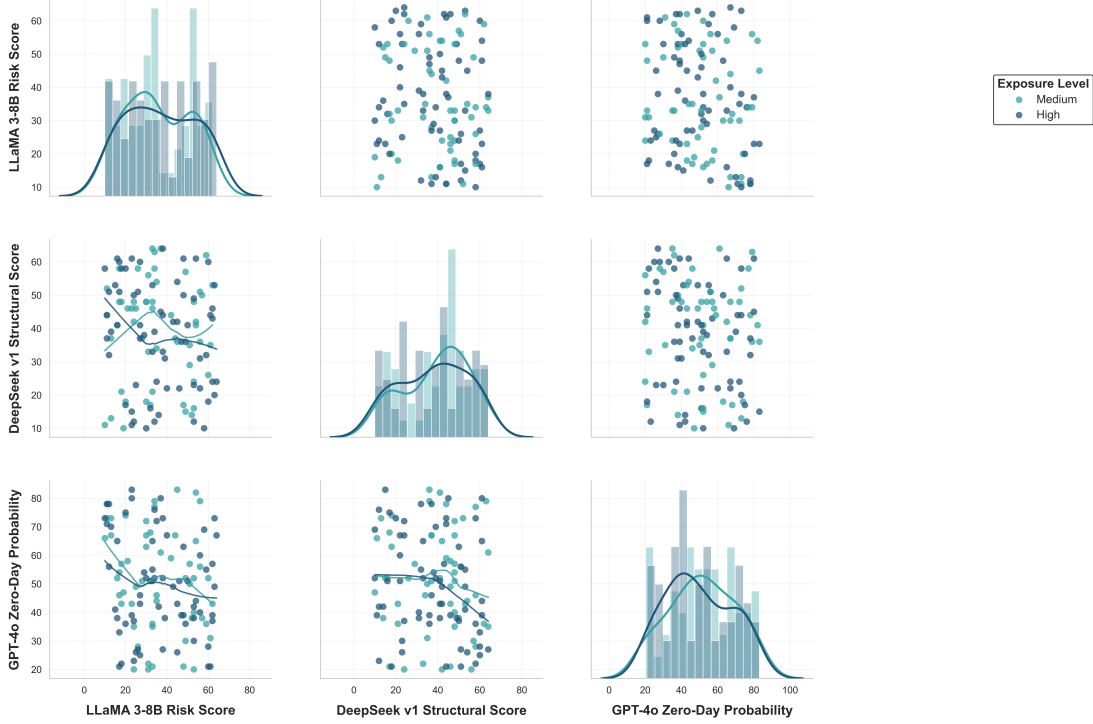 LLaMA 3-8B Risk Score
60
50
40
30
20
10
Exposure Level
Medium
High
DeepSeek v1 Structural Score
60
50
40
30
20
10
GPT-4o Zero-Day Probability
80
70
60
50
40
30
20
0 20 40 60 80
0 20 40 60 80
0 20 40 60 80 100
LLaMA 3-8B Risk Score
DeepSeek v1 Structural Score
GPT-4o Zero-Day Probability